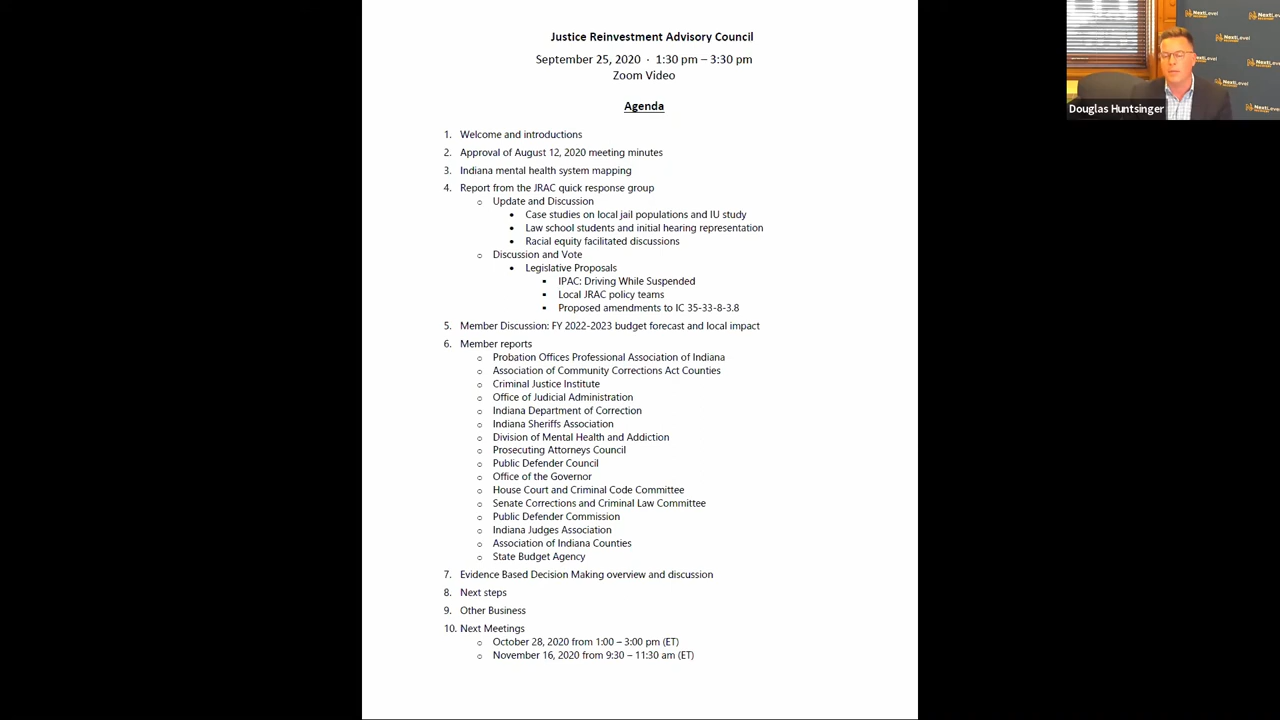 Justice Reinvestment Advisory Council
September 25, 2020 · 1:30 pm – 3:30 pm
Zoom Video
Agenda
1. Welcome and introductions
2. Approval of August 12, 2020 meeting minutes
3. Indiana mental health system mapping
4. Report from the JRAC quick response group
o Update and Discussion
• Case studies on local jail populations and IU study
• Law school students and initial hearing representation
• Racial equity facilitated discussions
o Discussion and Vote
• Legislative Proposals
▪ IPAC: Driving While Suspended
▪ Local JRAC policy teams
▪ Proposed amendments to IC 35-33-8-3.8
5. Member Discussion: FY 2022-2023 budget forecast and local impact
6. Member reports
o Probation Offices Professional Association of Indiana
o Association of Community Corrections Act Counties
o Criminal Justice Institute
o Office of Judicial Administration
o Indiana Department of Correction
o Indiana Sheriffs Association
o Division of Mental Health and Addiction
o Prosecuting Attorneys Council
o Public Defender Council
o Office of the Governor
o House Court and Criminal Code Committee
o Senate Corrections and Criminal Law Committee
o Public Defender Commission
o Indiana Judges Association
o Association of Indiana Counties
o State Budget Agency
7. Evidence Based Decision Making overview and discussion
8. Next steps
9. Other Business
10. Next Meetings
o October 28, 2020 from 1:00 – 3:00 pm (ET)
o November 16, 2020 from 9:30 – 11:30 am (ET)
NextLevel
Douglas Huntsinger